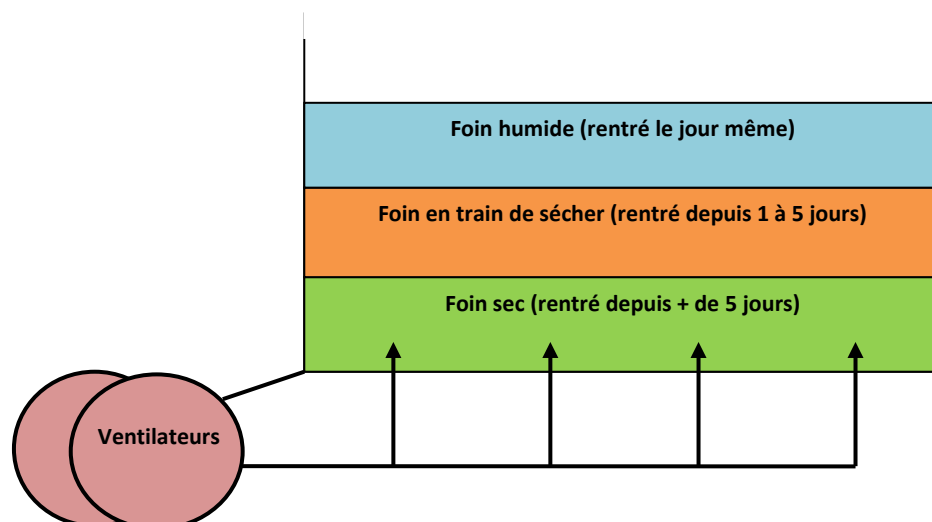 Foin humide (rentré le jour même)
Foin en train de sécher (rentré depuis 1 à 5 jours)
Foin sec (rentré depuis + de 5 jours)
Ventilateurs